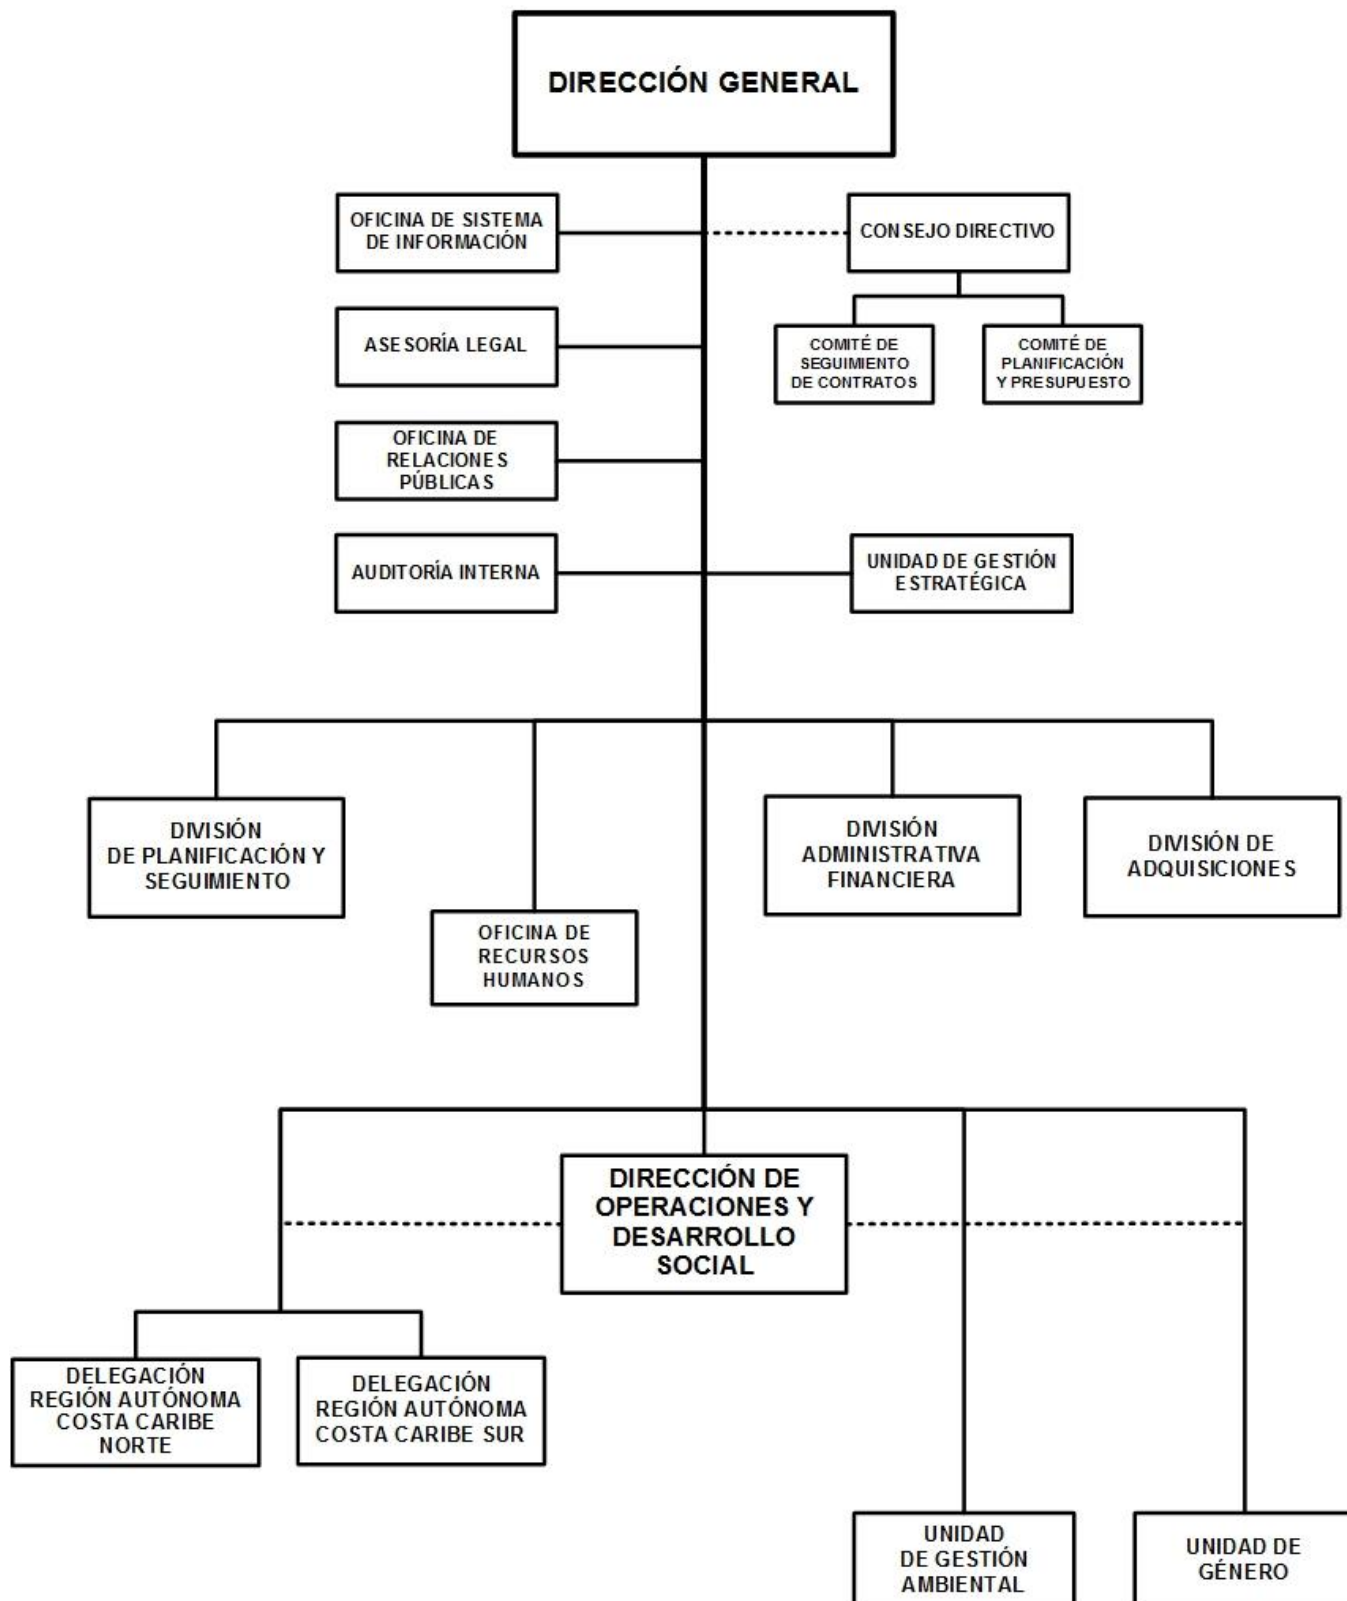 DIRECCIÓN GENERAL
OFICINA DE SISTEMA
DE INFORMACIÓN
CONSEJO DIRECTIVO
ASESORÍA LEGAL
COMITÉ DE
SEGUIMIENTO
DE CONTRATOS
COMITÉ DE
PLANIFICACIÓN
Y PRESUPUESTO
OFICINA DE
RELACIONES
PÚBLICAS
AUDITORÍA INTERNA
UNIDAD DE GESTIÓN
ESTRATÉGICA
DIVISIÓN
DE PLANIFICACIÓN Y
SEGUIMIENTO
OFICINA DE
RECURSOS
HUMANOS
DIVISIÓN
ADMINISTRATIVA
FINANCIERA
DIVISIÓN DE
ADQUISICIONES
DIRECCIÓN DE
OPERACIONES Y
DESARROLLO
SOCIAL
DELEGACIÓN
REGIÓN AUTÓNOMA
COSTA CARIBE
NORTE
DELEGACIÓN
REGIÓN AUTÓNOMA
COSTA CARIBE SUR
UNIDAD
DE GESTIÓN
AMBIENTAL
UNIDAD DE
GÉNERO